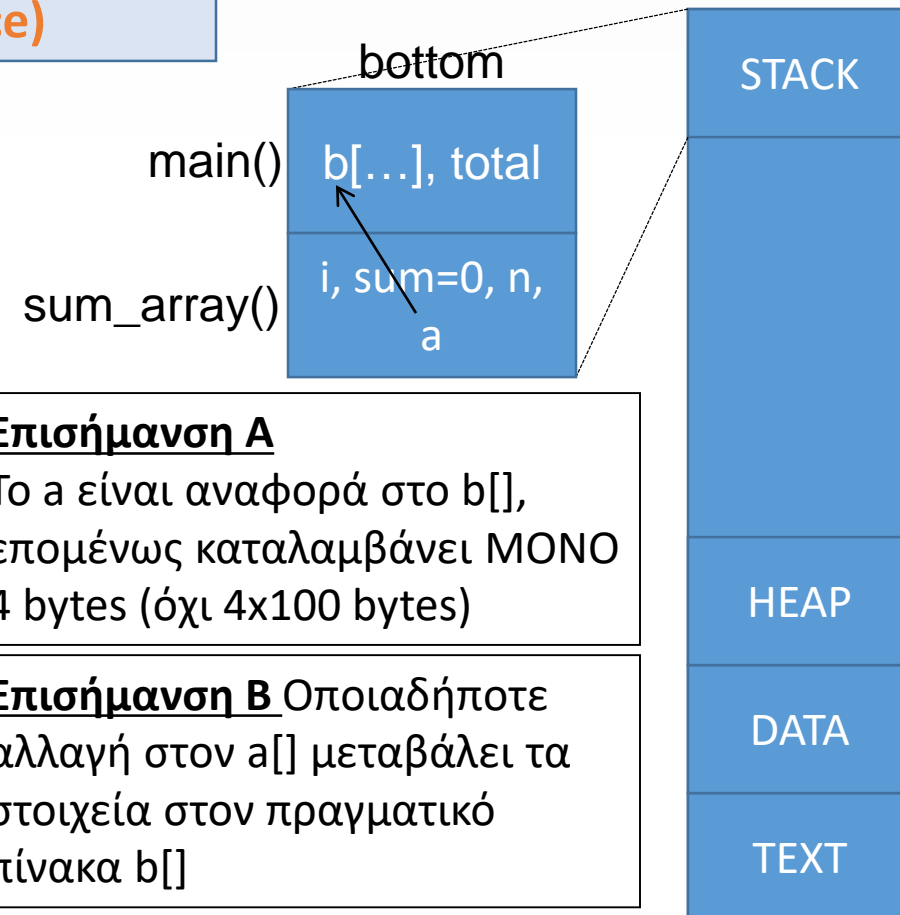 ce)
bottom
STACK
main()
b[…], total
sum_array()
i, sum=0, n,
a
Επισήμανση Α
Το a είναι αναφορά στο b[],
επομένως καταλαμβάνει ΜΟΝΟ
4 bytes (όχι 4x100 bytes)
HEAP
Επισήμανση Β Οποιαδήποτε
αλλαγή στον a[] μεταβάλει τα
στοιχεία στον πραγματικό
πίνακα b[]
DATA
TEXT